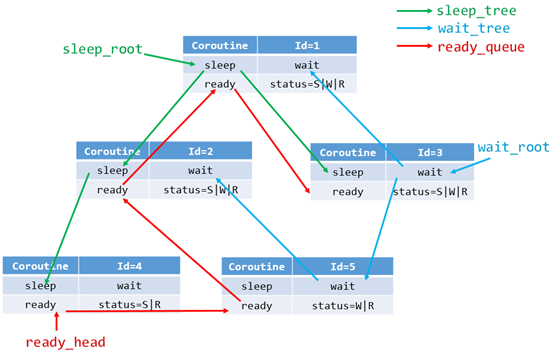 sleep_tree
wait_tree
ready_queue
sleep_root
Coroutine Id=1
sleep wait
ready status=S|W|R
Coroutine Id=2
sleep wait
ready status=S|W|R
Coroutine Id=3
sleep wait
ready status=S|W|R
wait_root
Coroutine Id=4
sleep wait
ready status=S|R
Coroutine Id=5
sleep wait
ready status=W|R
ready_head